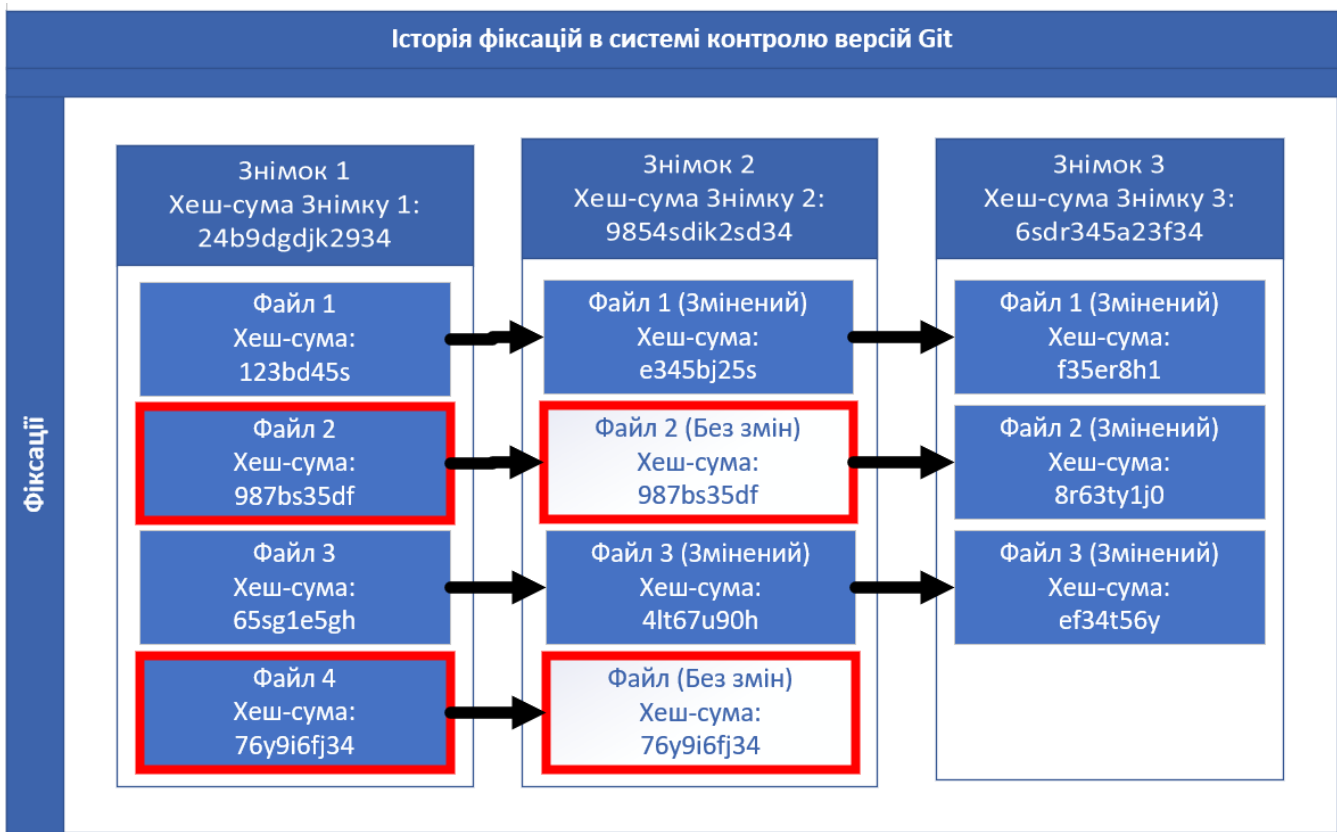 Історія фіксацій в системі контролю версій Git
Фіксації
Знімок 1
Хеш-сума Знімку 1:
24b9dgdjk2934
Файл 1
Хеш-сума:
123bd45s
Файл 2
Хеш-сума:
987bs35df
Файл 3
Хеш-сума:
65sg1e5gh
Файл 4
Хеш-сума:
76y9i6fj34
Знімок 2
Хеш-сума Знімку 2:
9854sdik2sd34
Файл 1 (Змінений)
Хеш-сума:
e345bj25s
Файл 2 (Без змін)
Хеш-сума:
987bs35df
Файл 3 (Змінений)
Хеш-сума:
4lt67u90h
Файл (Без змін)
Хеш-сума:
76y9i6fj34
Знімок 3
Хеш-сума Знімку 3:
6sdr345a23f34
Файл 1 (Змінений)
Хеш-сума:
f35er8h1
Файл 2 (Змінений)
Хеш-сума:
8r63ty1j0
Файл 3 (Змінений)
Хеш-сума:
ef34t56y